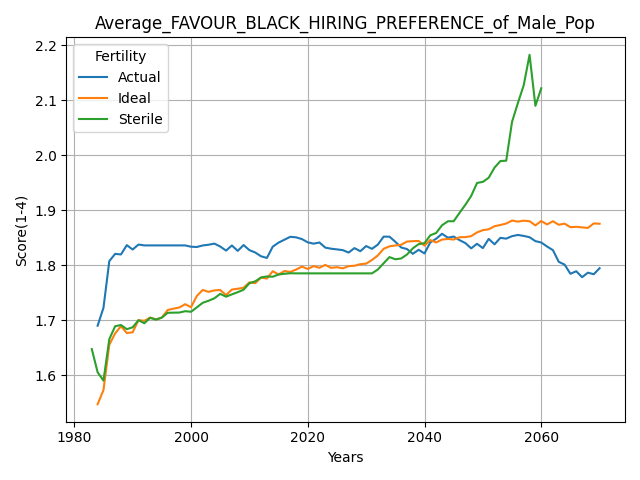 Average_FAVOUR_BLACK_HIRING_PREFERENCE_of_Male_Pop
2.2
2.1
2.0
1.9
1.8
1.7
1.6
Score(1-4)
Fertility
Actual
Ideal
Sterile
1980
2000
2020
2040
2060
Years